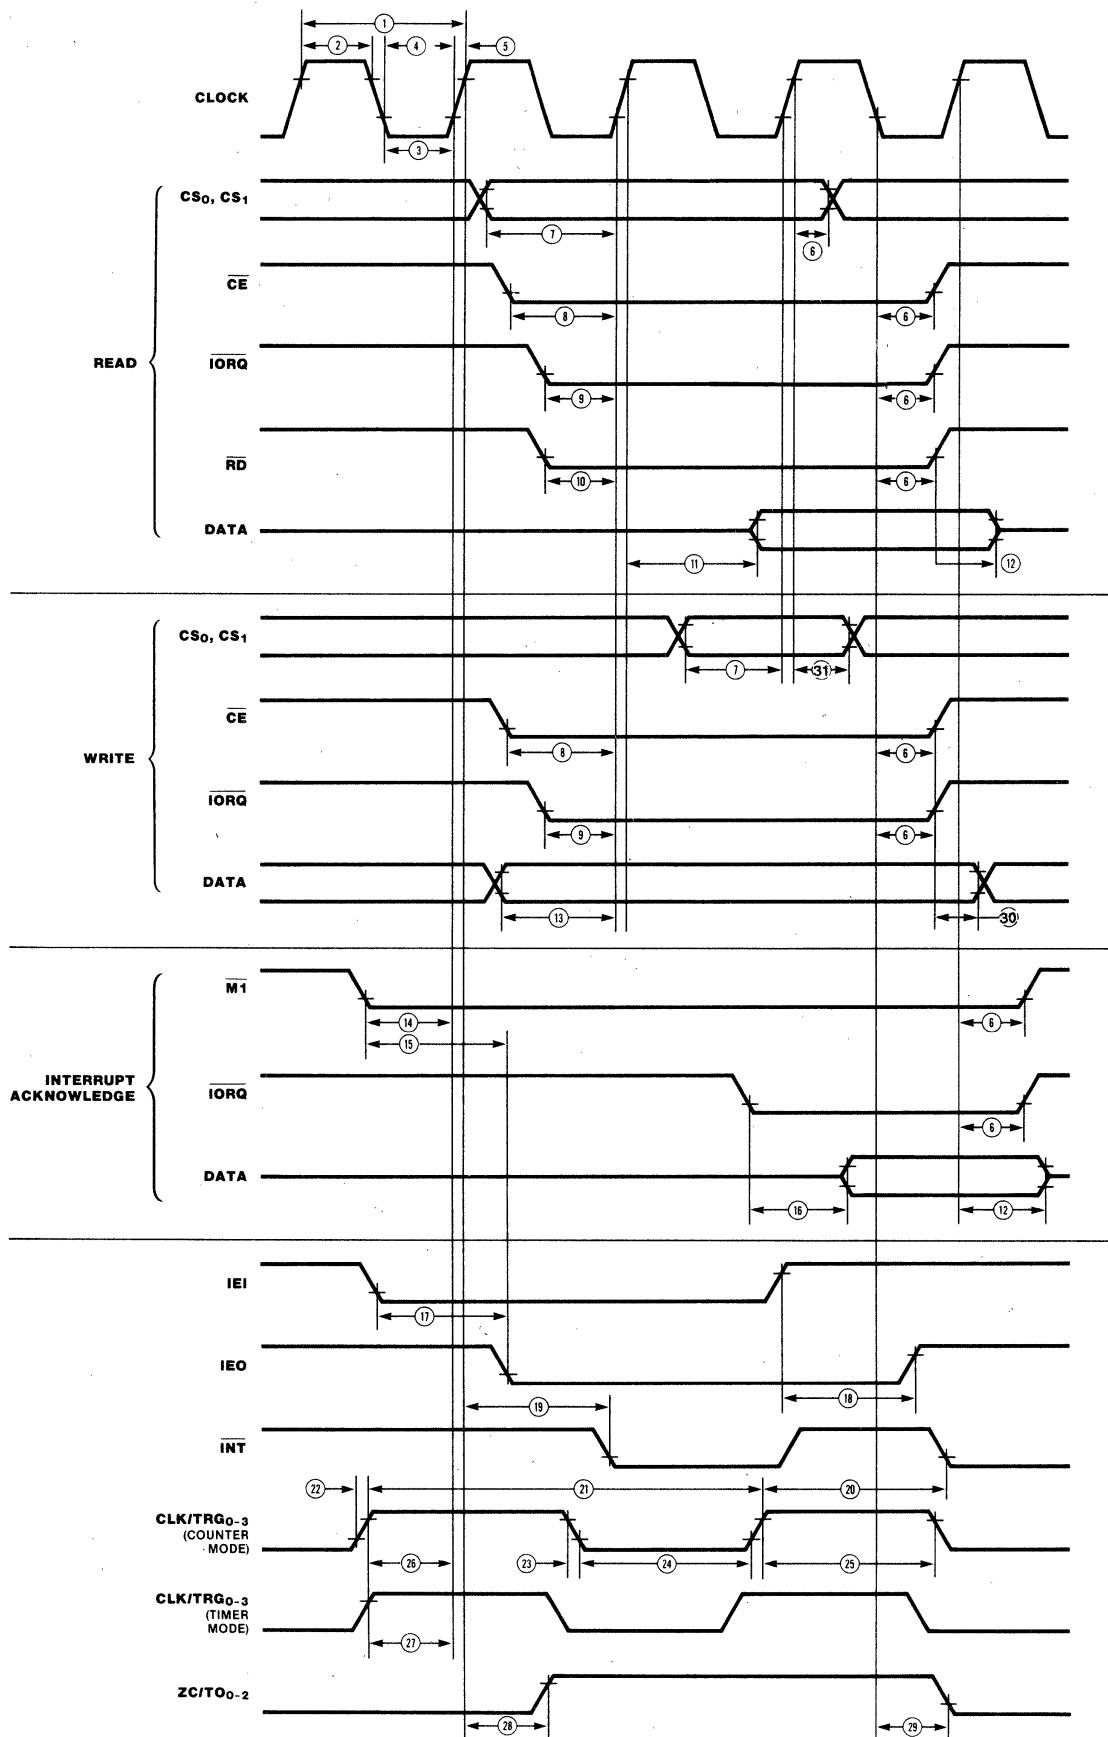 1
2 4 5
CLOCK
3
READ
CS₀, CS₁
7 6
CE
8 6
IORQ
9 6
RD
10 6
DATA
11 12
WRITE
CS₀, CS₁
7 31
CE
8 6
IORQ
9 6
DATA
13 30
INTERRUPT
ACKNOWLEDGE
M1
14 6
15
IORQ
6
DATA
16 12
IEI
17
IEO
18
19
INT
22 21 20
CLK/TRG₀₋₃
(COUNTER
MODE)
26 23 24 25
CLK/TRG₀₋₃
(TIMER
MODE)
27
ZC/TO₀₋₂
28 29